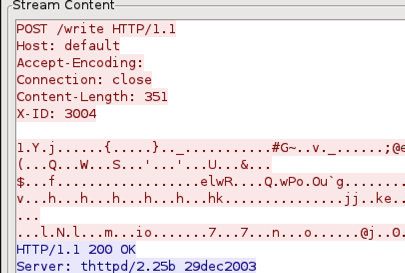 Stream Content
POST /write HTTP/1.1
Host: default
Accept-Encoding:
Connection: close
Content-Length: 351
X-ID: 3004
1.Y.j......{.....}.._...........#G~..v._......;@e
(...Q...W...S...'...'...U...&...
$...f..................elwR....Q.wPo.Ou`g........
v...h...h...h...h...h...hk..............jj..ke..
...
...l.N.l...m...io.......7...7...n...o......@j..O.
HTTP/1.1 200 OK
Server: thttpd/2.25b 29dec2003